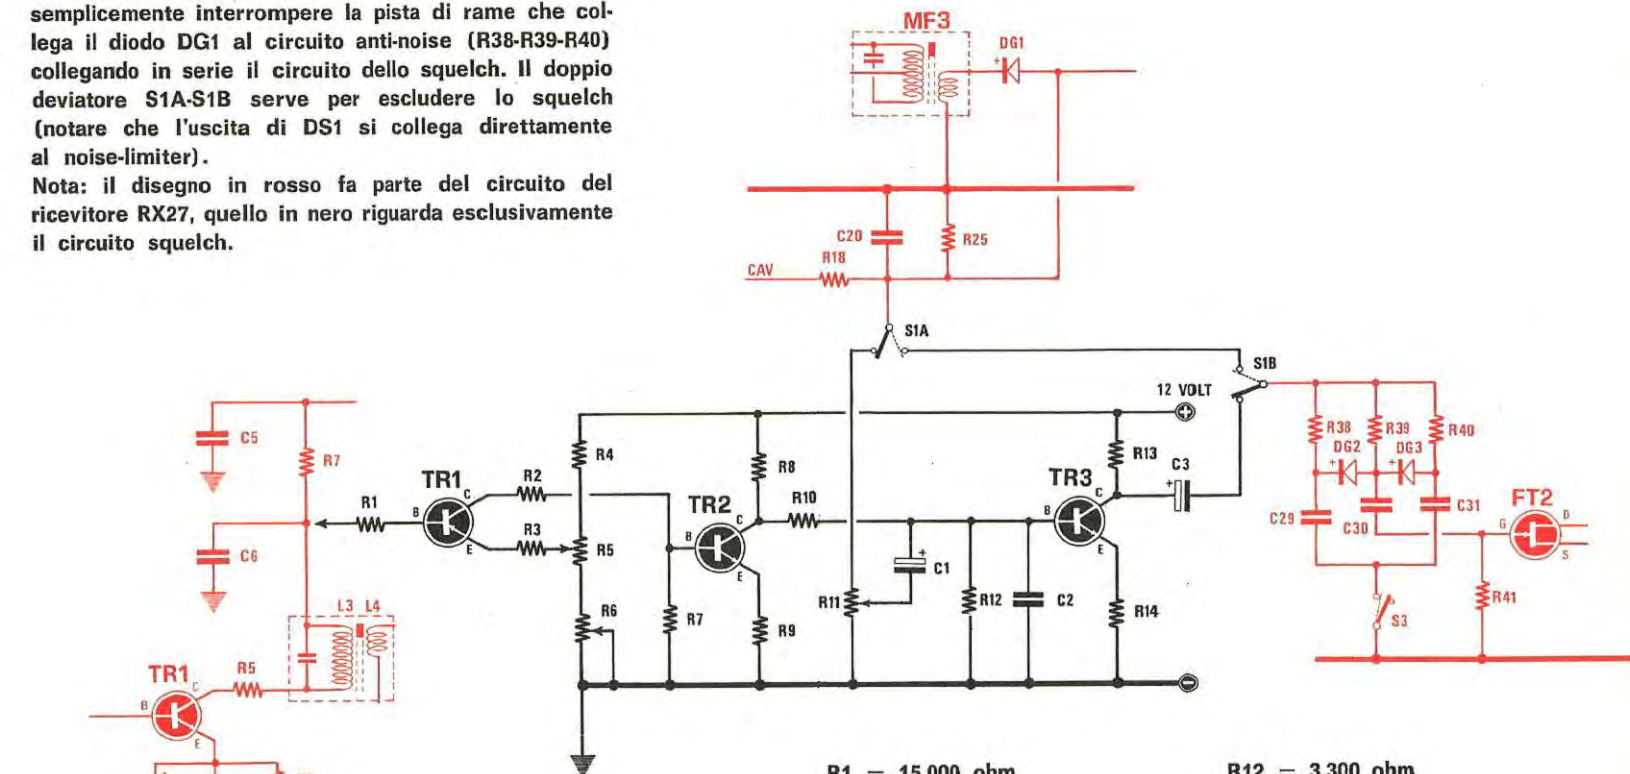 semplicemente interrompere la pista di rame che col-
lega il diodo DG1 al circuito anti-noise (R38-R39-R40)
collegando in serie il circuito dello squelch. Il doppio
deviatore S1A-S1B serve per escludere lo squelch
(notare che l'uscita di DS1 si collega direttamente
al noise-limiter).
Nota: il disegno in rosso fa parte del circuito del
ricevitore RX27, quello in nero riguarda esclusivamente
il circuito squelch.
MF3
DG1
+
C20
R25
R18
CAV
S1A
S1B
12 VOLT
+
C5
R7
R4
R8
R13
C3
+
R38
R39
R40
DG2
DG3
+
+
TR1
R2
C
B
E
R1
R3
R5
TR2
C
B
E
R10
TR3
C
B
E
C29
C30
C31
FT2
G
D
S
C6
C1
+
R11
R12
C2
R14
R6
R7
R9
R41
S3
L3 L4
TR1
R5
C
B
E
-
R1 — 15.000 ohm
R12 — 3.300 ohm